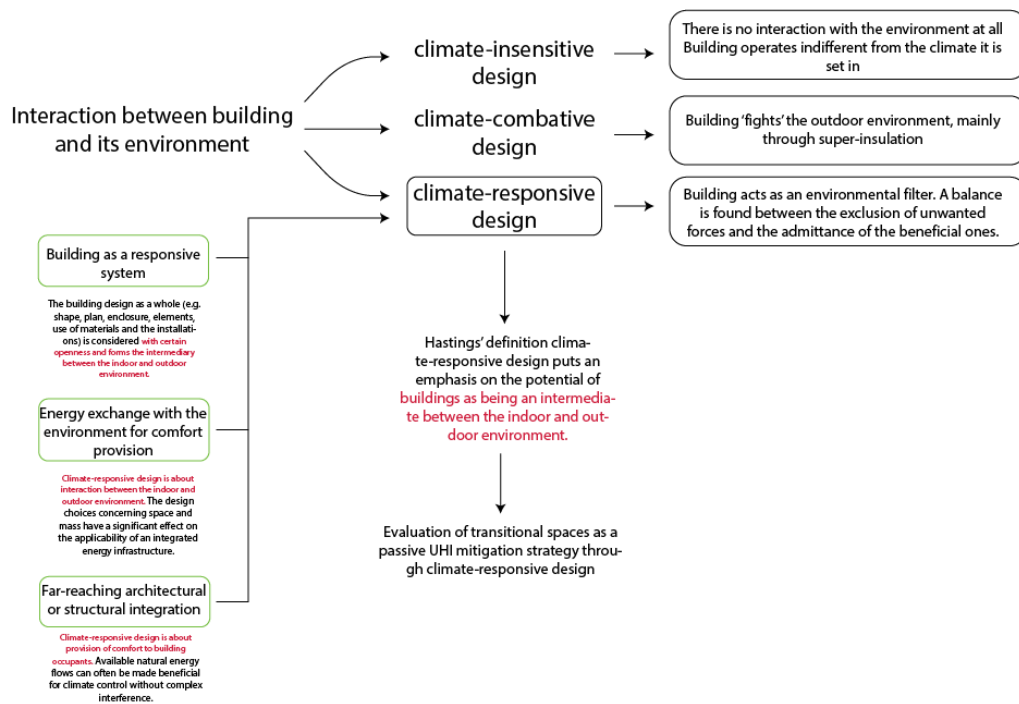 Interaction between building
and its environment
climate-insensitive
design
There is no interaction with the environment at all
Building operates indifferent from the climate it is
set in
climate-combative
design
Building ‘fights’ the outdoor environment, mainly
through super-insulation
climate-responsive
design
Building acts as an environmental filter. A balance
is found between the exclusion of unwanted
forces and the admittance of the beneficial ones.
Building as a responsive
system
The building design as a whole (e.g.
shape, plan, enclosure, elements,
use of materials and the installati-
ons) is considered with certain
openness and forms the intermediary
between the indoor and outdoor
environment.
Energy exchange with the
environment for comfort
provision
Climate-responsive design is about
interaction between the indoor and
outdoor environment. The design
choices concerning space and
mass have a significant effect on
the applicability of an integrated
energy infrastructure.
Far-reaching architectural
or structural integration
Climate-responsive design is about
provision of comfort to building
occupants. Available natural energy
flows can often be made beneficial
for climate control without complex
interference.
Hastings’ definition clima-
te-responsive design puts an
emphasis on the potential of
buildings as being an intermedia-
te between the indoor and out-
door environment.
Evaluation of transitional spaces as a
passive UHI mitigation strategy throu-
gh climate-responsive design